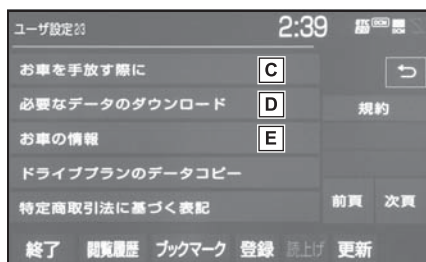 ユーザ設定2/3 2:39
お車を手放す際に C
必要なデータのダウンロード D 規約
お車の情報 E
ドライブプランのデータコピー
特定商取引法に基づく表記 前頁 次頁
終了 閲覧履歴 ブックマーク 登録 読上げ 更新